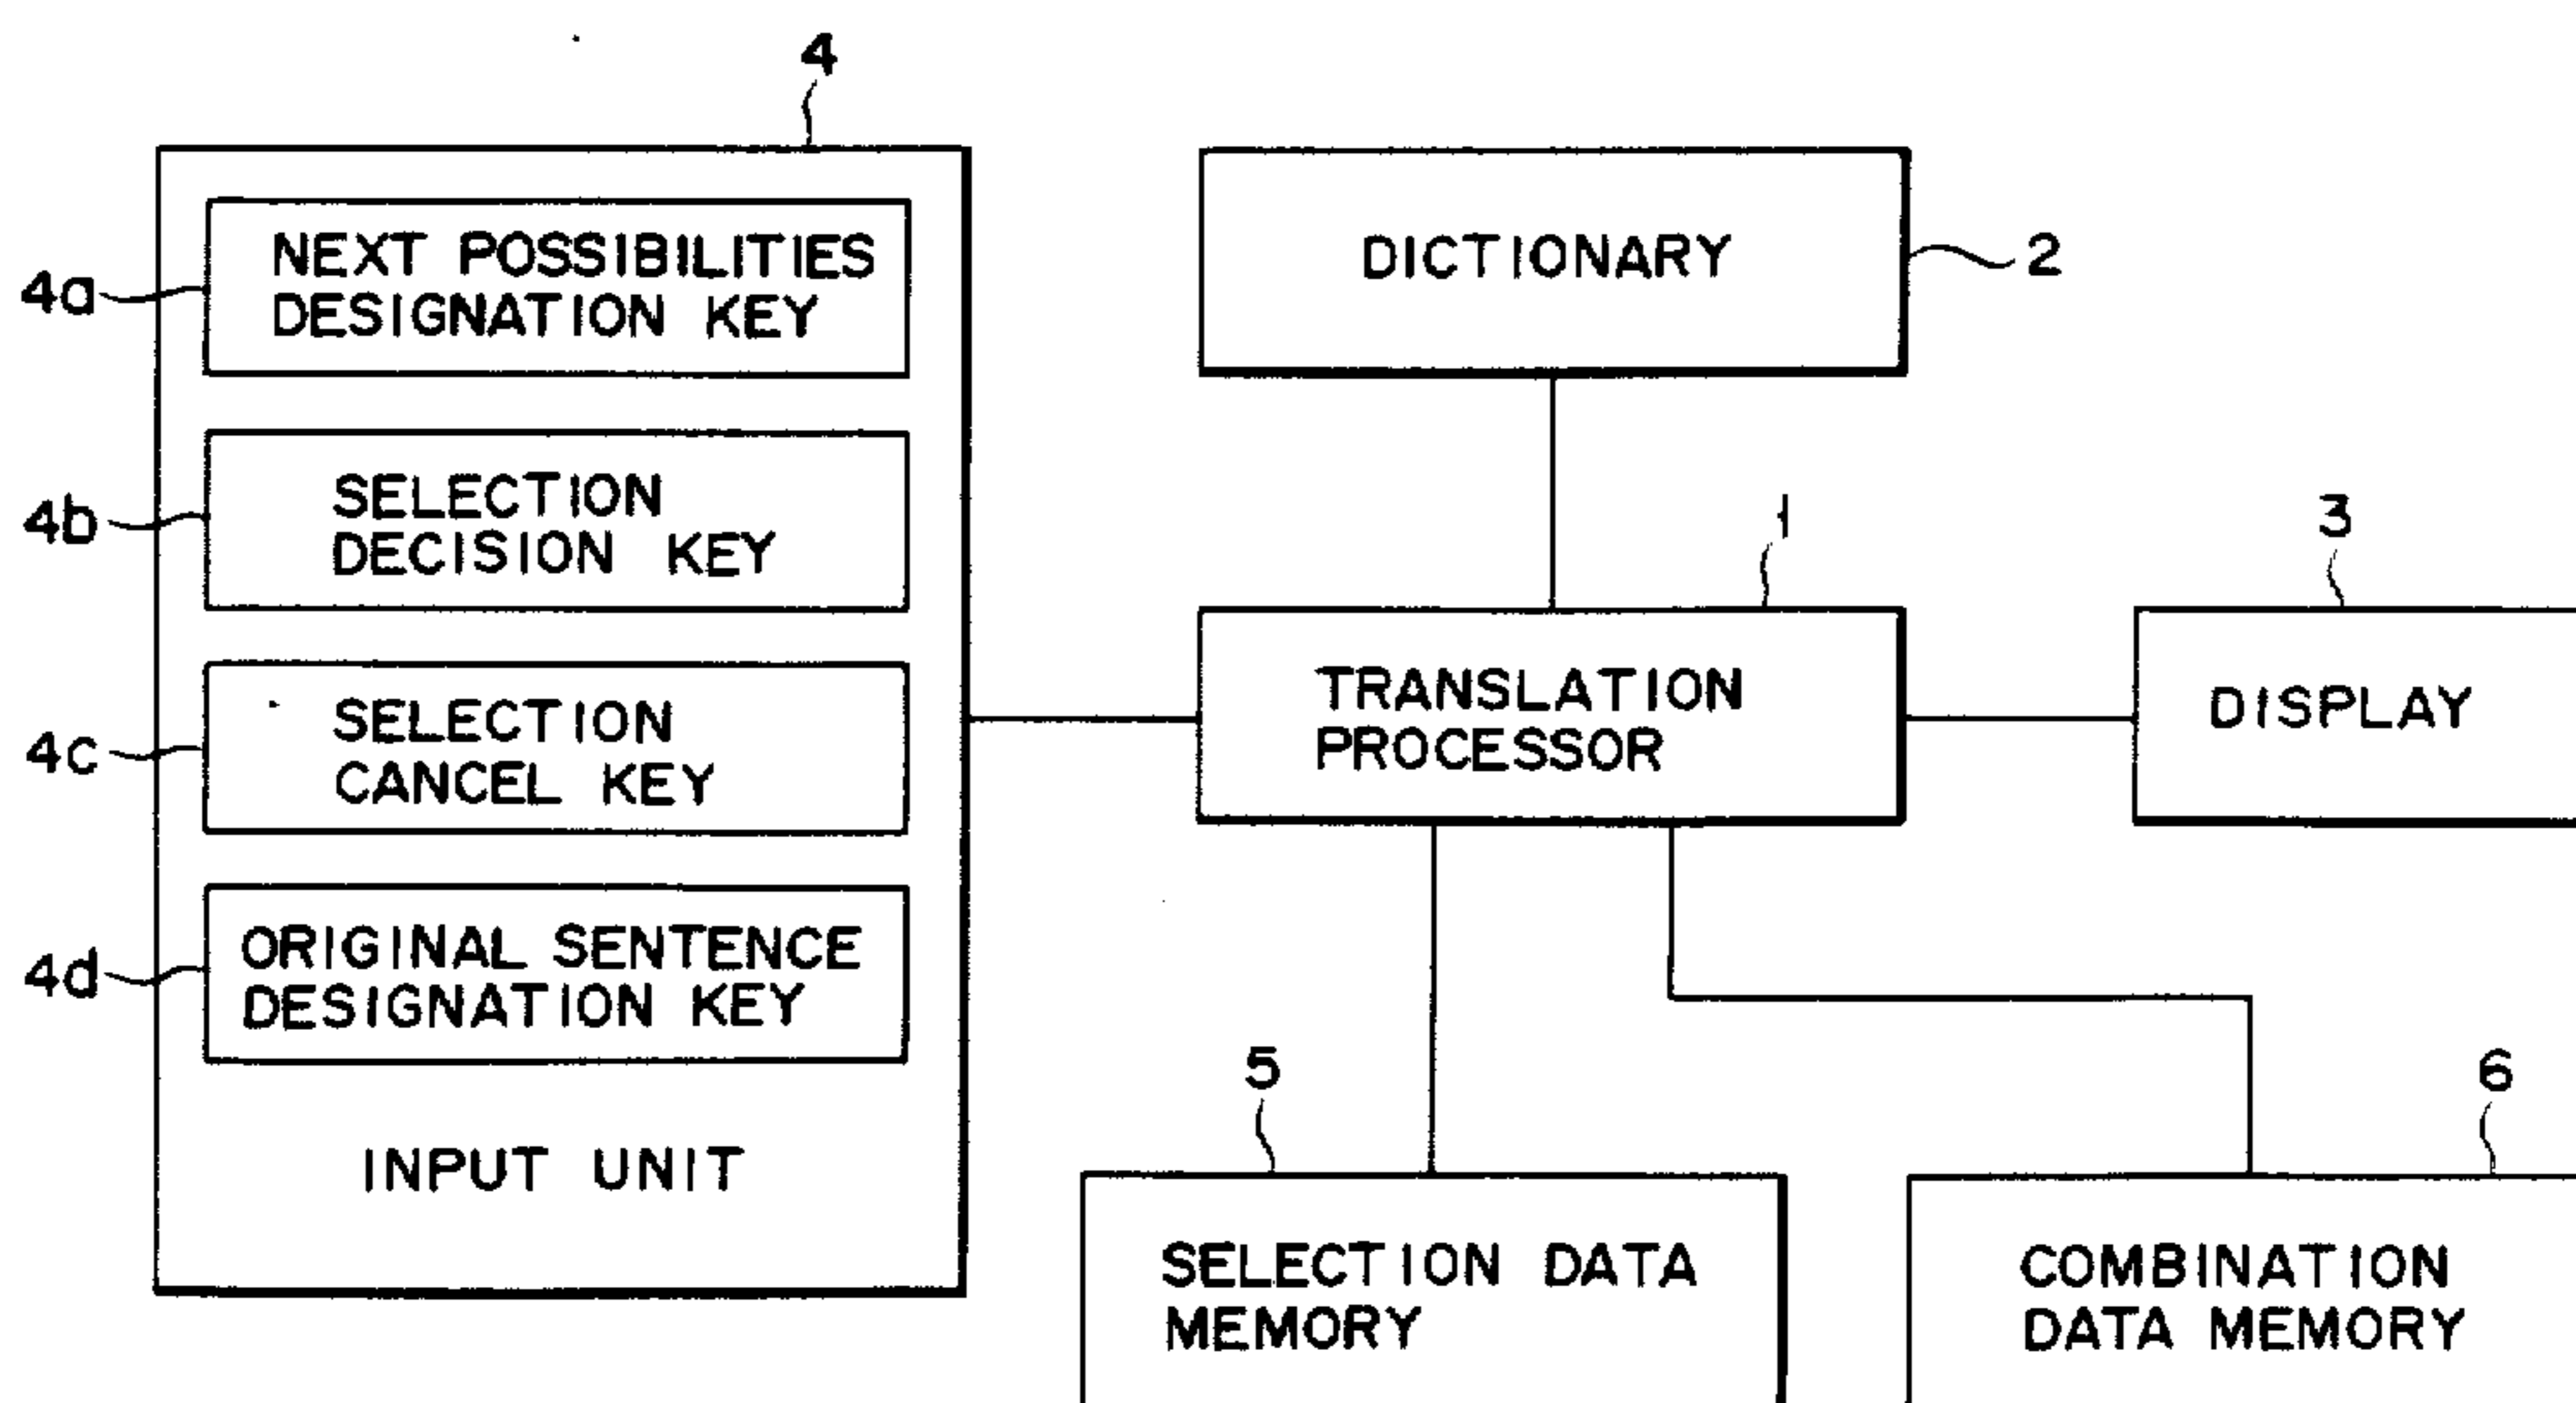 4
4a
NEXT POSSIBILITIES
DESIGNATION KEY
4b
SELECTION
DECISION KEY
4c
SELECTION
CANCEL KEY
4d
ORIGINAL SENTENCE
DESIGNATION KEY
INPUT UNIT
DICTIONARY
2
1
TRANSLATION
PROCESSOR
3
DISPLAY
5
SELECTION DATA
MEMORY
6
COMBINATION
DATA MEMORY